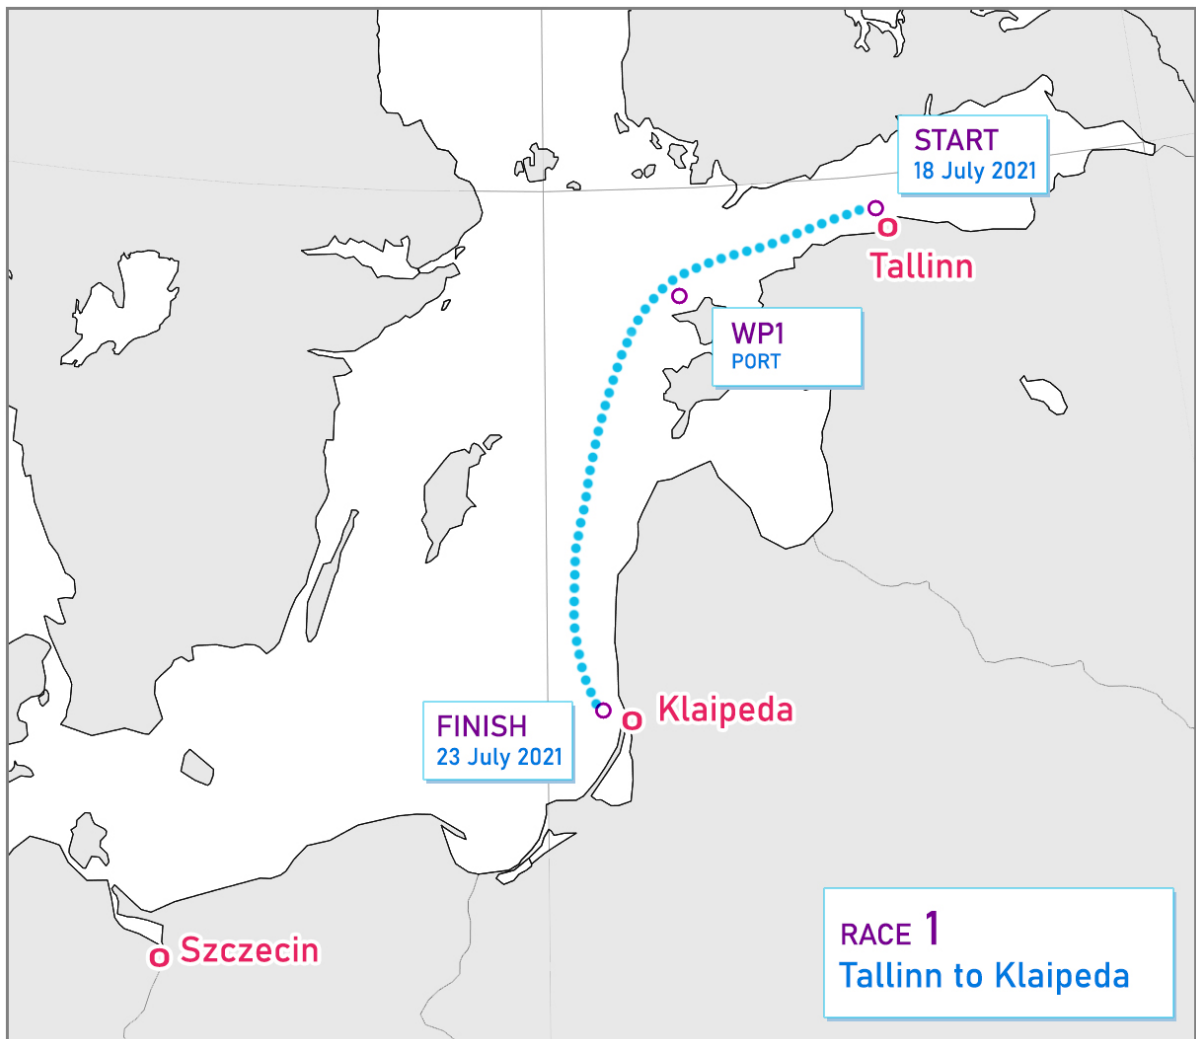 START
18 July 2021
Tallinn
WP1
PORT
Klaipeda
FINISH
23 July 2021
RACE 1
Szczecin
Tallinn to Klaipeda